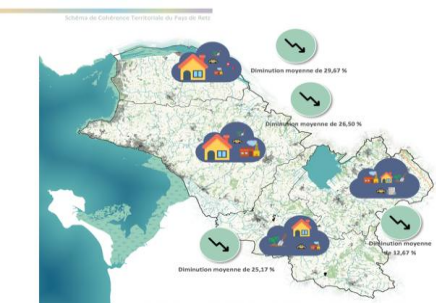 Schéma de Cohérence Territoriale du Pays de Retz
Diminution moyenne de 29,67 %
Diminution moyenne de 26,50 %
Diminution moyenne
de 12,67 %
Diminution moyenne de 25,17 %